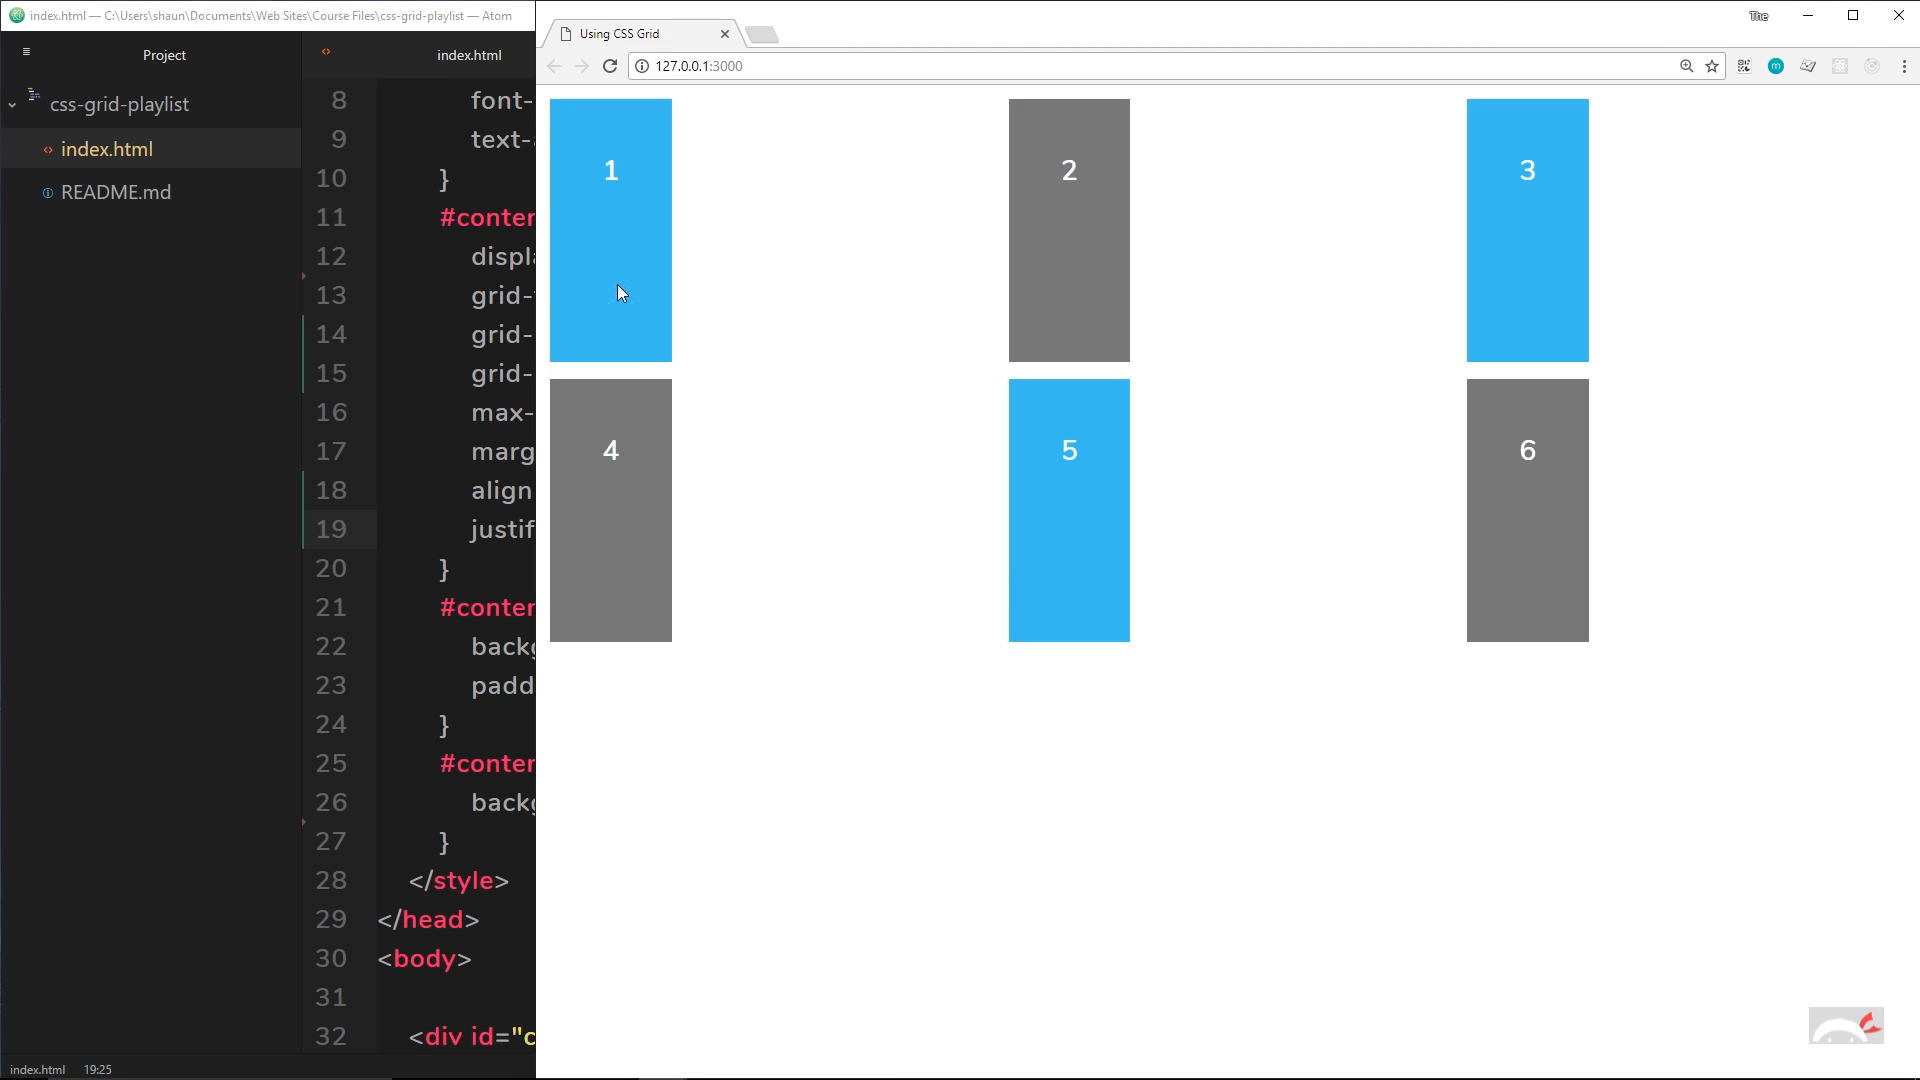 index.html — C:\Users\shaun\Documents\Web Sites\Course Files\css-grid-playlist — Atom
Project
index.html
css-grid-playlist
index.html
README.md
8 font-
9 text-
10 }
11 #conter
12 displ
13 grid-
14 grid-
15 grid-
16 max-
17 marg
18 align
19 justif
20 }
21 #conter
22 back
23 padd
24 }
25 #conter
26 back
27 }
28 </style>
29 </head>
30 <body>
31
32 <div id="c
index.html 19:25
The
Using CSS Grid
127.0.0.1:3000
m
1 2 3
4 5 6